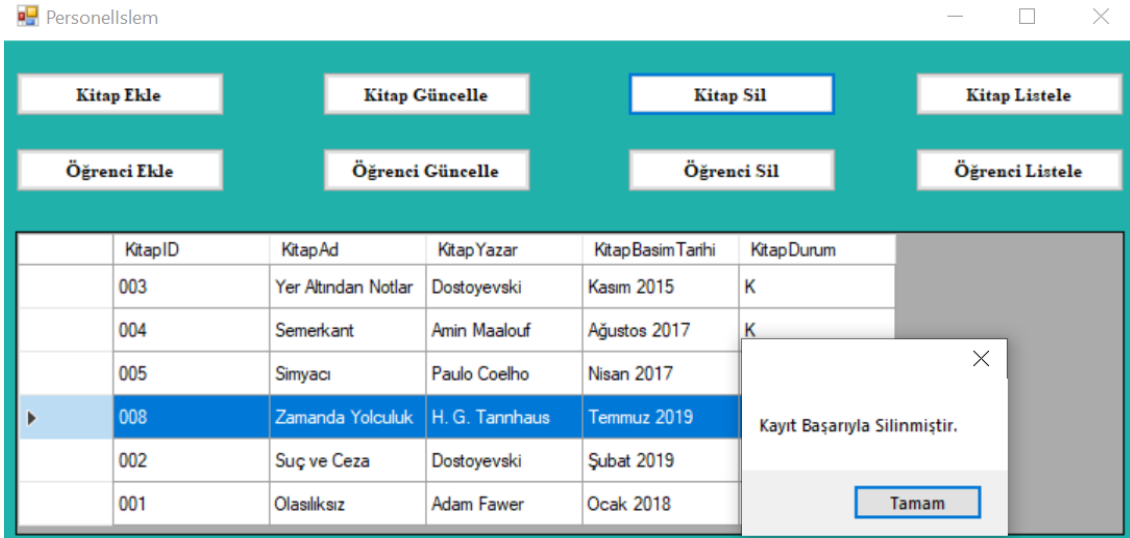 PersonelIslem
Kitap Ekle Kitap Güncelle Kitap Sil Kitap Listele
Öğrenci Ekle Öğrenci Güncelle Öğrenci Sil Öğrenci Listele
KitapID KitapAd KitapYazar KitapBasimTarihi KitapDurum
003 Yer Altından Notlar Dostoyevski Kasım 2015 K
004 Semerkant Amin Maalouf Ağustos 2017 K
005 Simyacı Paulo Coelho Nisan 2017
008 Zamanda Yolculuk H. G. Tannhaus Temmuz 2019
002 Suç ve Ceza Dostoyevski Şubat 2019
001 Olasılıksız Adam Fawer Ocak 2018
Kayıt Başarıyla Silinmiştir.
Tamam